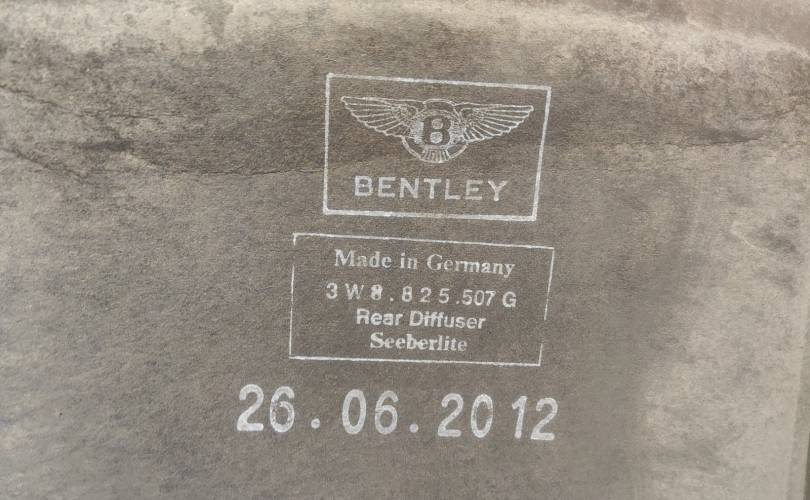 B
BENTLEY
Made in Germany
3W8.825.507 G
Rear Diffuser
Seeberlite
26.06.2012